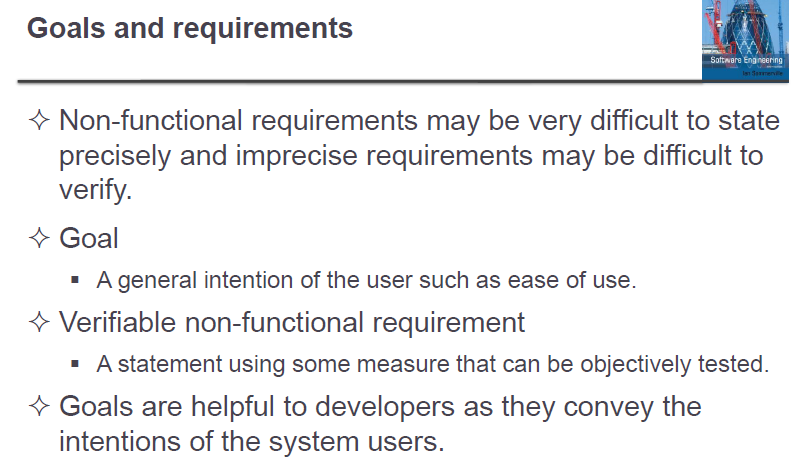 Goals and requirements
Software Engineering
Ian Sommerville
✧ Non-functional requirements may be very difficult to state
precisely and imprecise requirements may be difficult to
verify.
✧ Goal
▪ A general intention of the user such as ease of use.
✧ Verifiable non-functional requirement
▪ A statement using some measure that can be objectively tested.
✧ Goals are helpful to developers as they convey the
intentions of the system users.